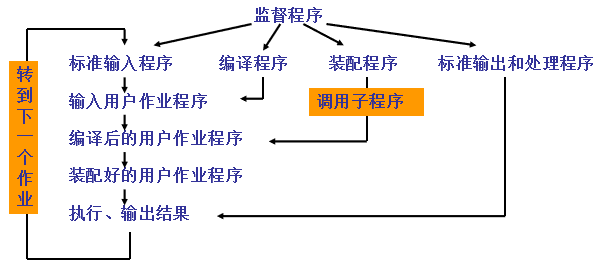 监督程序
标准输入程序
编译程序
装配程序
标准输出和处理程序
输入用户作业程序
调用子程序
编译后的用户作业程序
装配好的用户作业程序
执行、输出结果
转到下一个作业